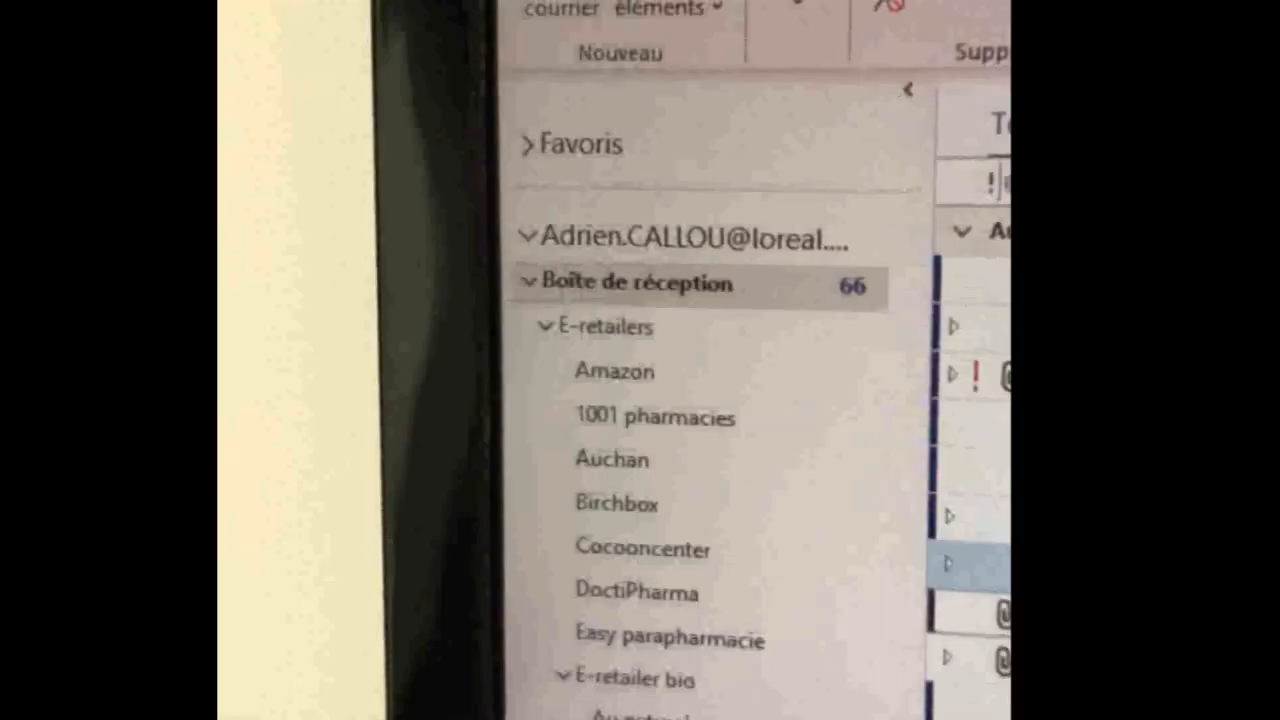 courrier éléments
Nouveau
Supp
Favoris
Adrien.CALLOU@loreal....
Boîte de réception 66
E-retailers
Amazon
1001 pharmacies
Auchan
Birchbox
Cocooncenter
DoctiPharma
Easy parapharmacie
E-retailer bio